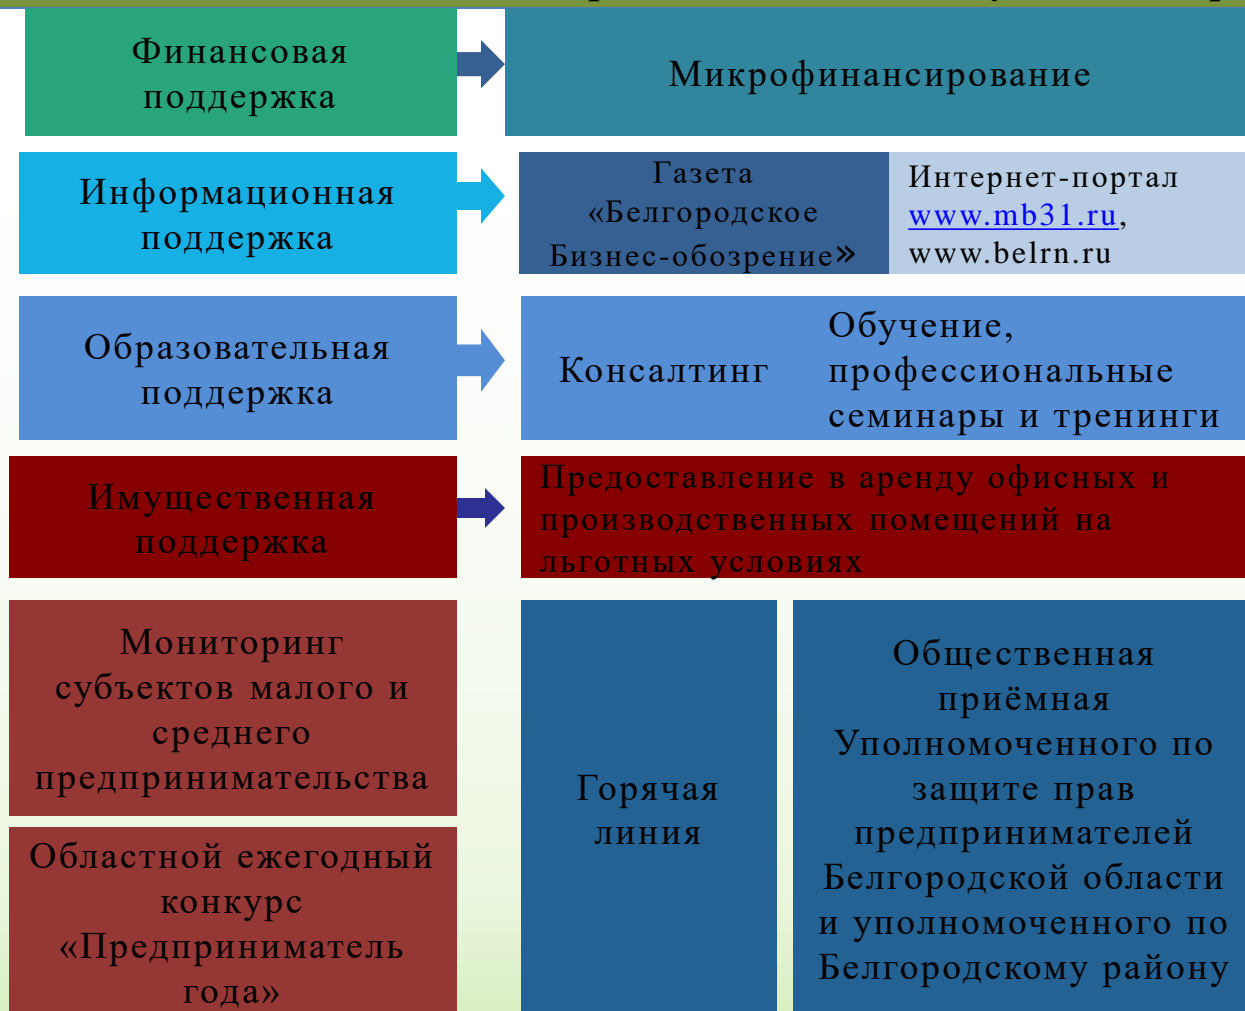 Финансовая
поддержка
Микрофинансирование
Информационная
поддержка
Газета
«Белгородское
Бизнес-обозрение»
Интернет-портал
www.mb31.ru,
www.belrn.ru
Образовательная
поддержка
Консалтинг
Обучение,
профессиональные
семинары и тренинги
Имущественная
поддержка
Предоставление в аренду офисных и
производственных помещений на
льготных условиях
Мониторинг
субъектов малого и
среднего
предпринимательства
Областной ежегодный
конкурс
«Предприниматель
года»
Горячая
линия
Общественная
приёмная
Уполномоченного по
защите прав
предпринимателей
Белгородской области
и уполномоченного по
Белгородскому району